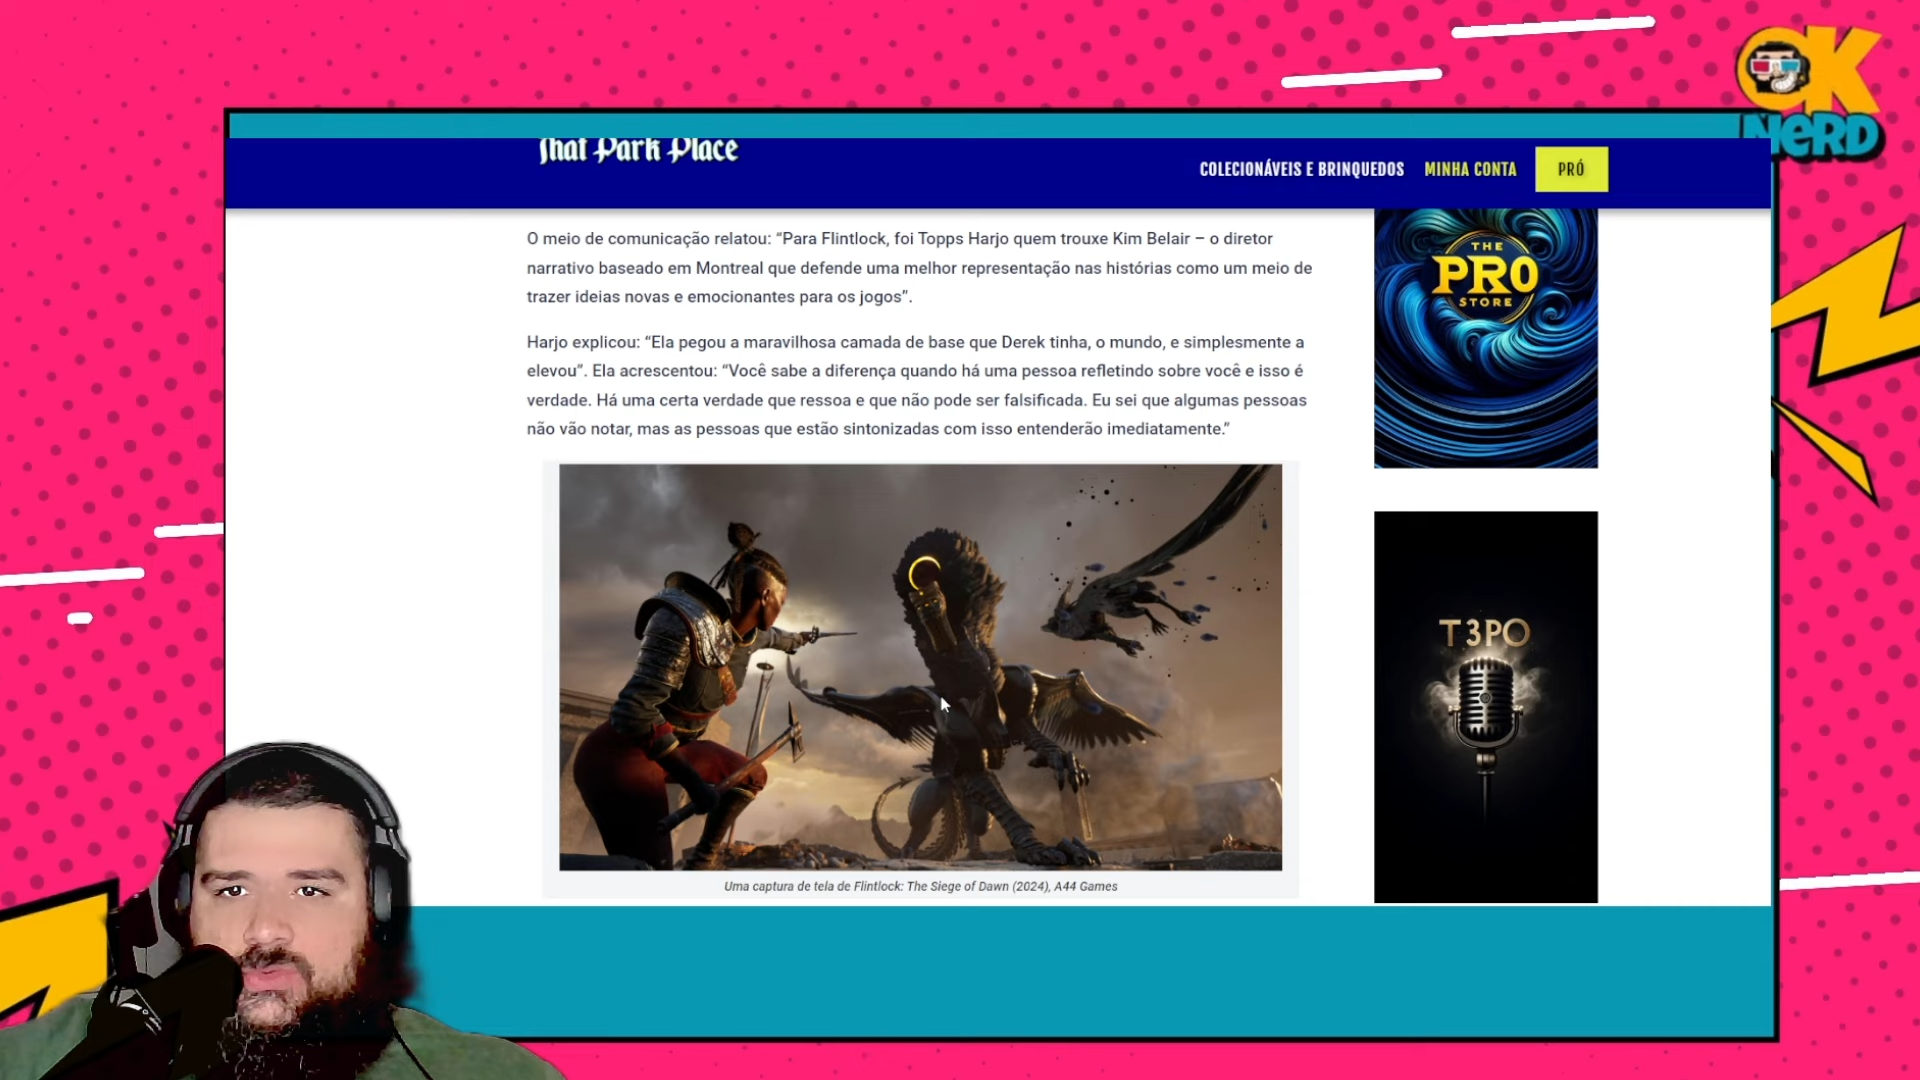 OK
NERD
That Park Place
COLECIONÁVEIS E BRINQUEDOS MINHA CONTA PRÓ
O meio de comunicação relatou: “Para Flintlock, foi Topps Harjo quem trouxe Kim Belair – o diretor
narrativo baseado em Montreal que defende uma melhor representação nas histórias como um meio de
trazer ideias novas e emocionantes para os jogos”.
Harjo explicou: “Ela pegou a maravilhosa camada de base que Derek tinha, o mundo, e simplesmente a
elevou”. Ela acrescentou: “Você sabe a diferença quando há uma pessoa refletindo sobre você e isso é
verdade. Há uma certa verdade que ressoa e que não pode ser falsificada. Eu sei que algumas pessoas
não vão notar, mas as pessoas que estão sintonizadas com isso entenderão imediatamente.”
Uma captura de tela de Flintlock: The Siege of Dawn (2024), A44 Games
THE
PRO
STORE
T3PO